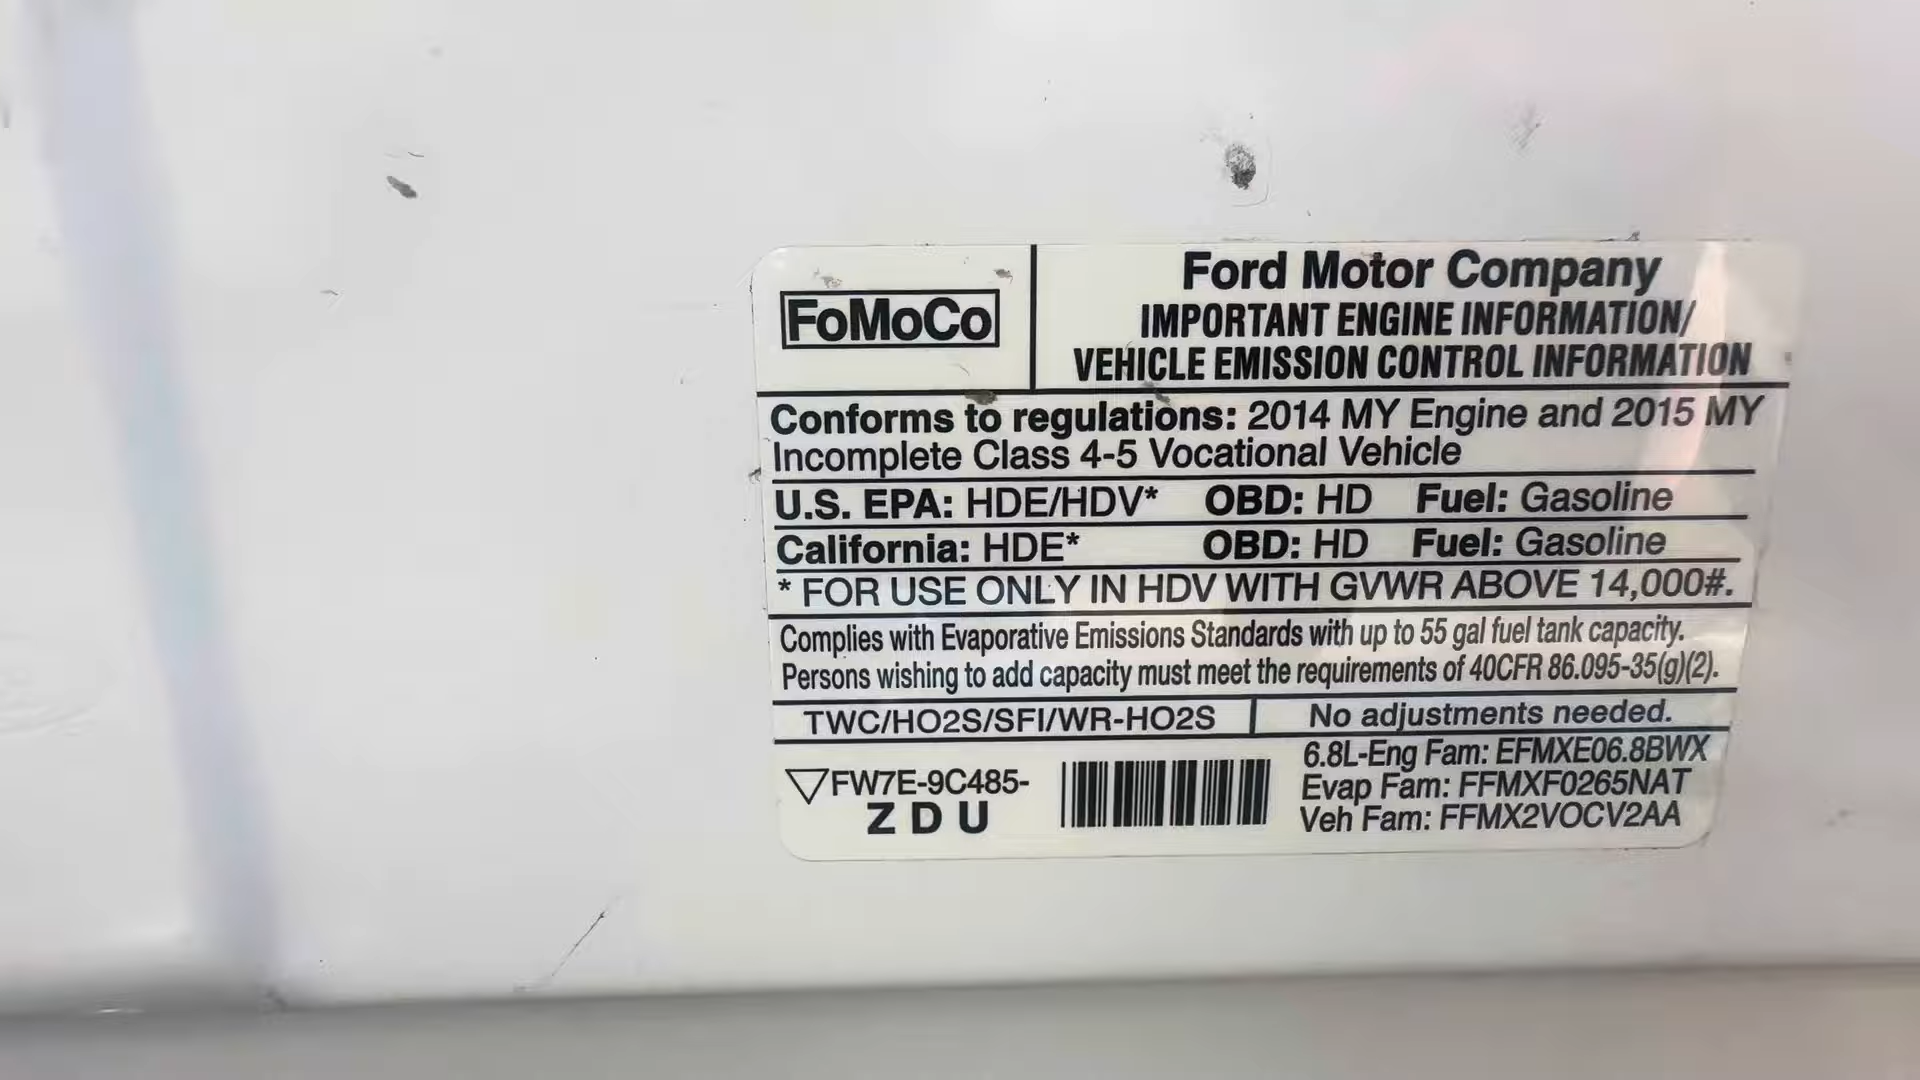 FoMoCo
Ford Motor Company
IMPORTANT ENGINE INFORMATION/
VEHICLE EMISSION CONTROL INFORMATION
Conforms to regulations: 2014 MY Engine and 2015 MY
Incomplete Class 4-5 Vocational Vehicle
U.S. EPA: HDE/HDV* OBD: HD Fuel: Gasoline
California: HDE* OBD: HD Fuel: Gasoline
* FOR USE ONLY IN HDV WITH GVWR ABOVE 14,000#.
Complies with Evaporative Emissions Standards with up to 55 gal fuel tank capacity.
Persons wishing to add capacity must meet the requirements of 40CFR 86.095-35(g)(2).
TWC/HO2S/SFI/WR-HO2S
No adjustments needed.
FW7E-9C485-
ZDU
6.8L-Eng Fam: EFMXE06.8BWX
Evap Fam: FFMXF0265NAT
Veh Fam: FFMX2VOCV2AA